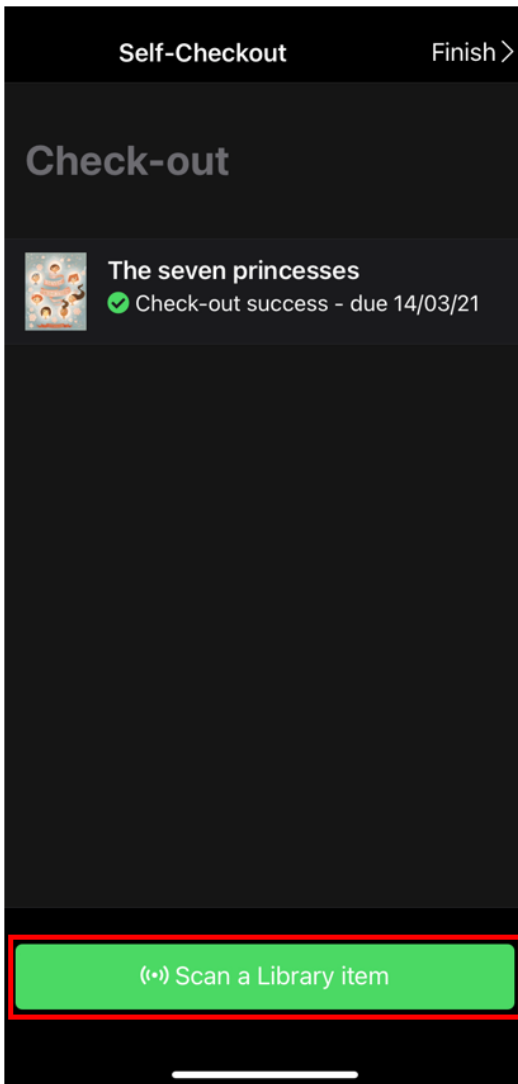 Self-Checkout
Finish
Check-out
The seven princesses
Check-out success - due 14/03/21
Scan a Library item